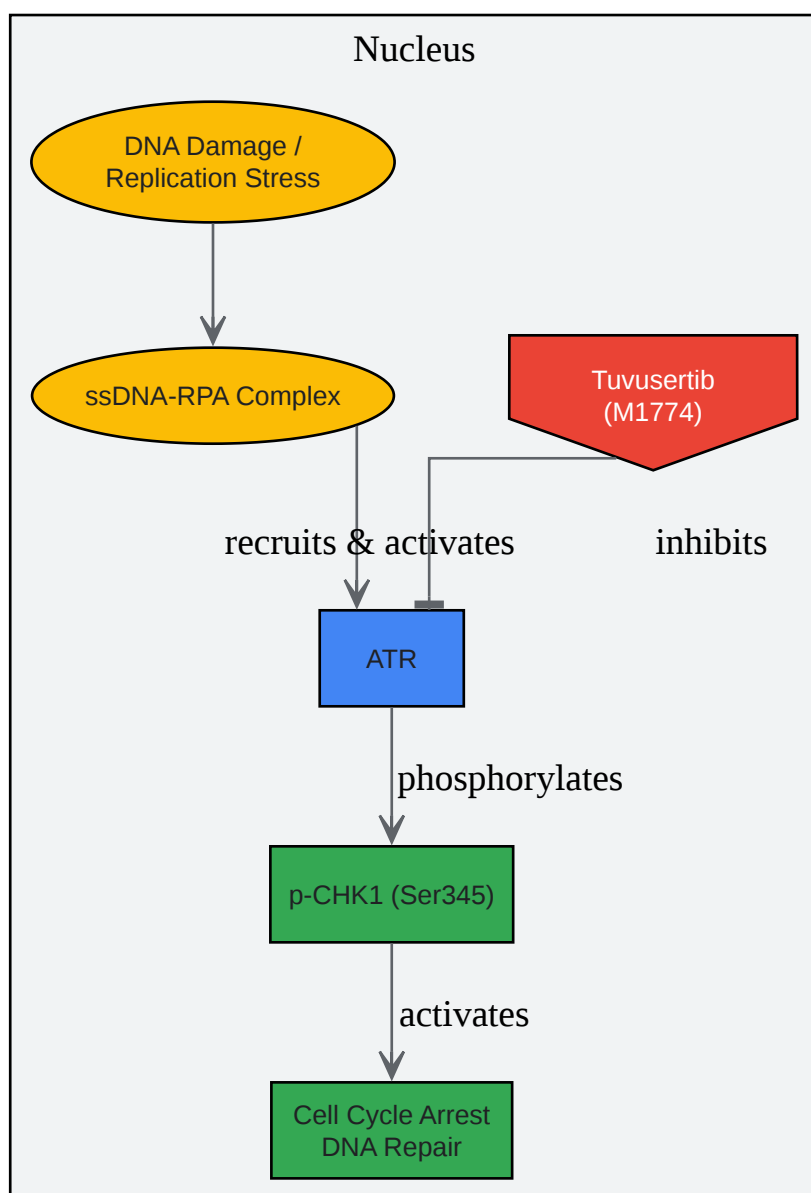 Nucleus
DNA Damage /
Replication Stress
ssDNA-RPA Complex
Tuvusertib
(M1774)
recruits & activates
inhibits
ATR
phosphorylates
p-CHK1 (Ser345)
activates
Cell Cycle Arrest
DNA Repair